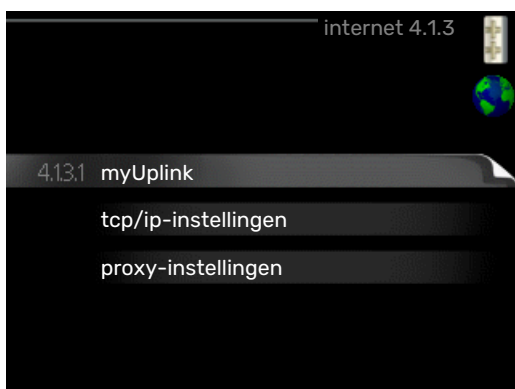 internet 4.1.3
4.1.3.1 myUplink
tcp/ip-instellingen
proxy-instellingen